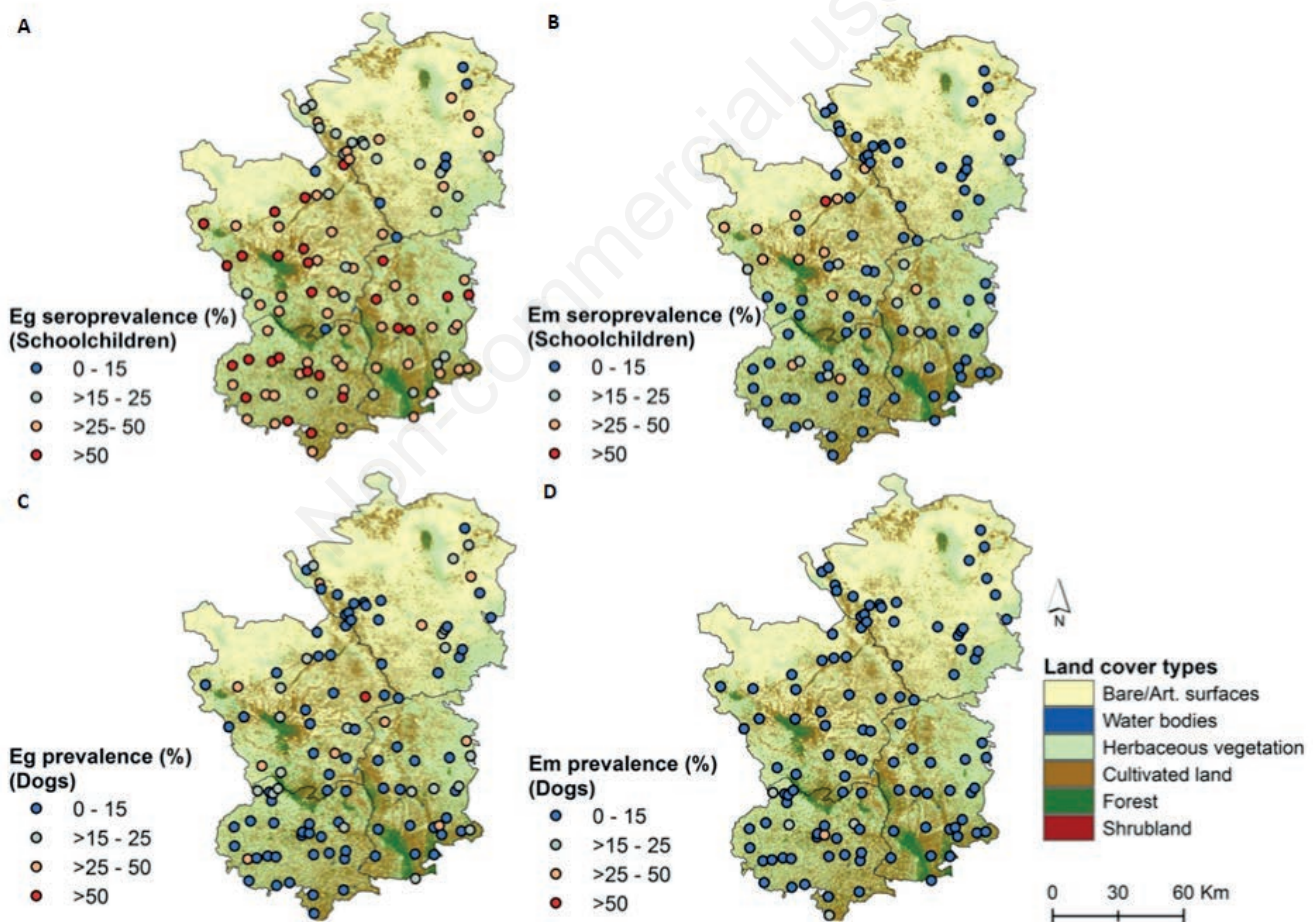 A
B
Non-commercial us
Eg seroprevalence (%)
(Schoolchildren)
0 - 15
>15 - 25
>25- 50
>50
Em seroprevalence (%)
(Schoolchildren)
0 - 15
>15 - 25
>25 - 50
>50
C
D
Eg prevalence (%)
(Dogs)
0 - 15
>15 - 25
>25 - 50
>50
Em prevalence (%)
(Dogs)
0 - 15
>15 - 25
>25 - 50
>50
N
Land cover types
Bare/Art. surfaces
Water bodies
Herbaceous vegetation
Cultivated land
Forest
Shrubland
0 30 60 Km